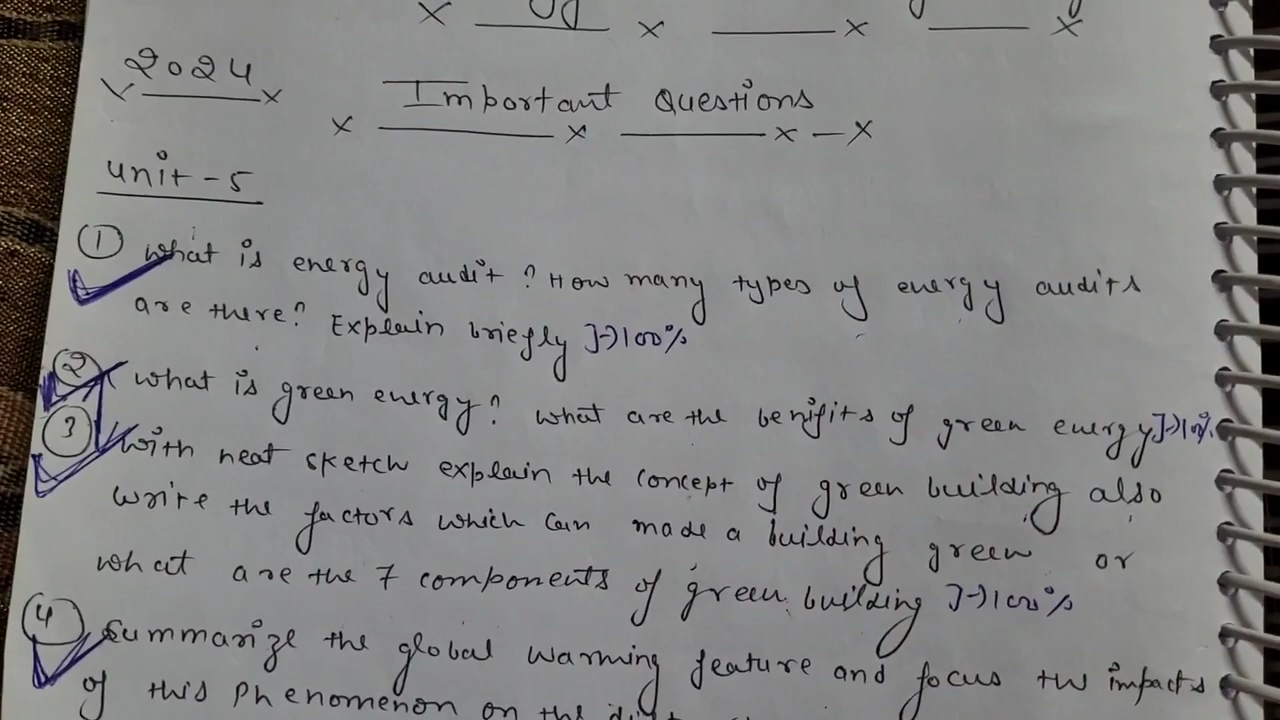 2024
Important Questions
Unit-5
① What is energy audit? How many types of energy audits
are there? Explain briefly ]→100%
② What is green energy? What are the benifits of green energy]→10%
③ With neat sketch explain the concept of green building also
write the factors which can made a building green or
what are the 7 components of green building ]→100%
④ Summarize the global warming feature and focus the impacts
of this phenomenon on the